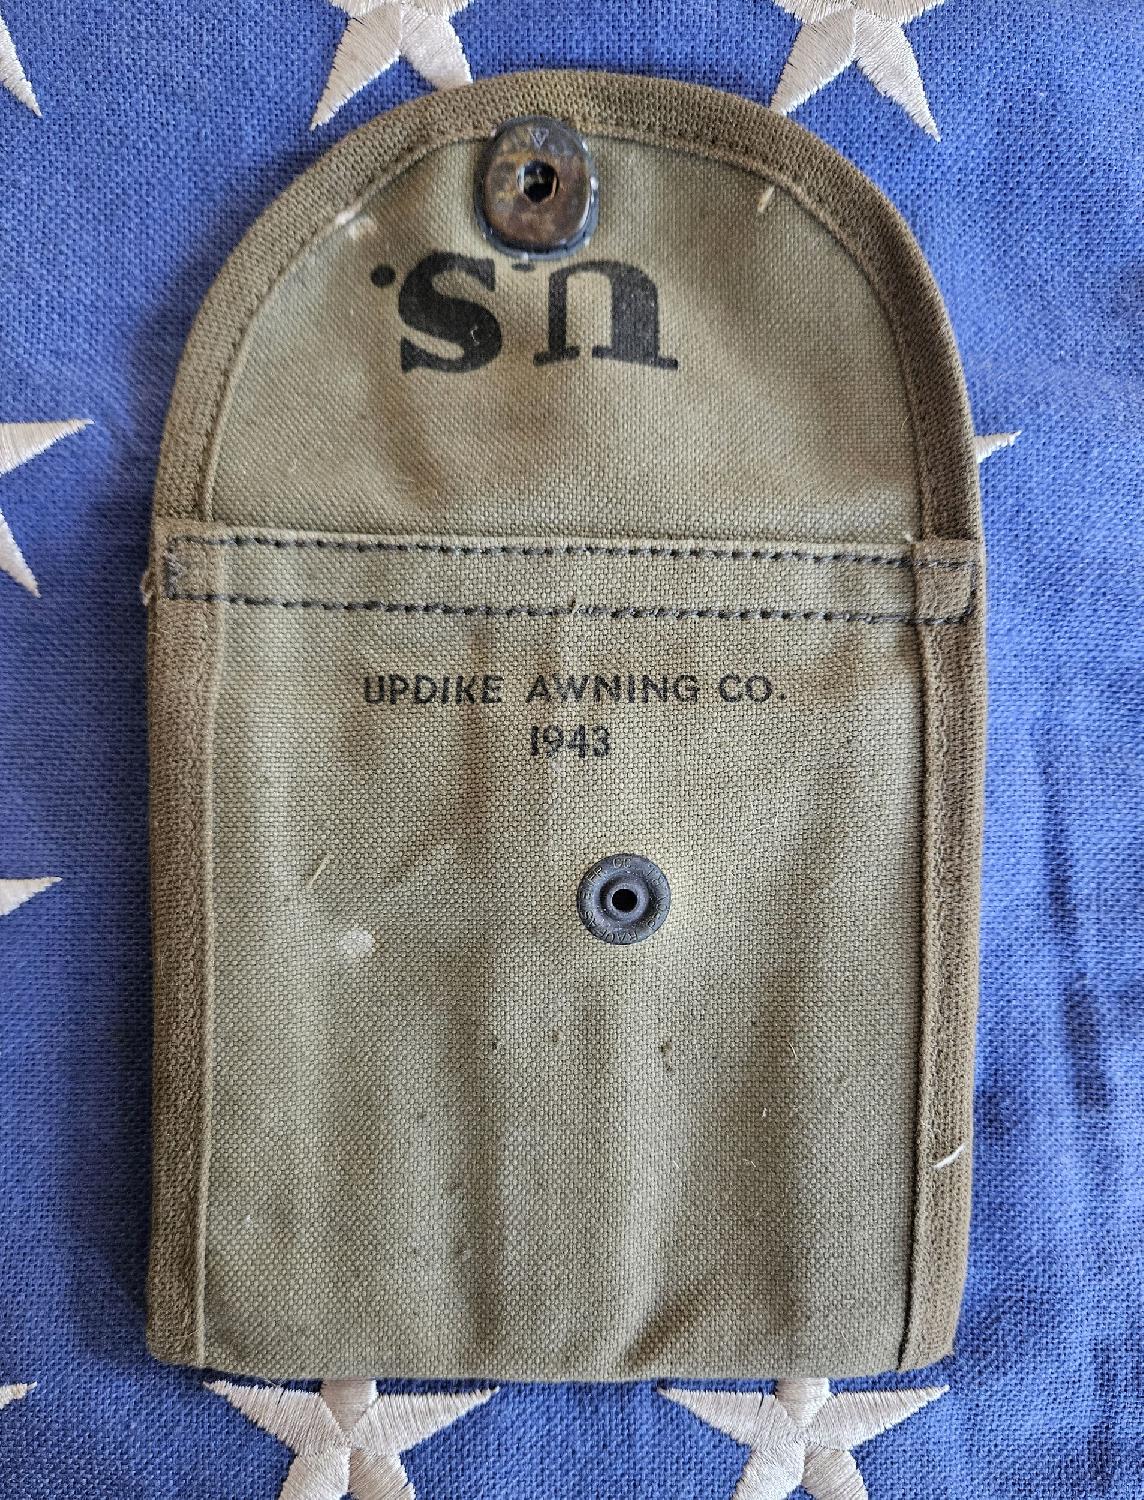 U.S.
UPDIKE AWNING CO.
1943